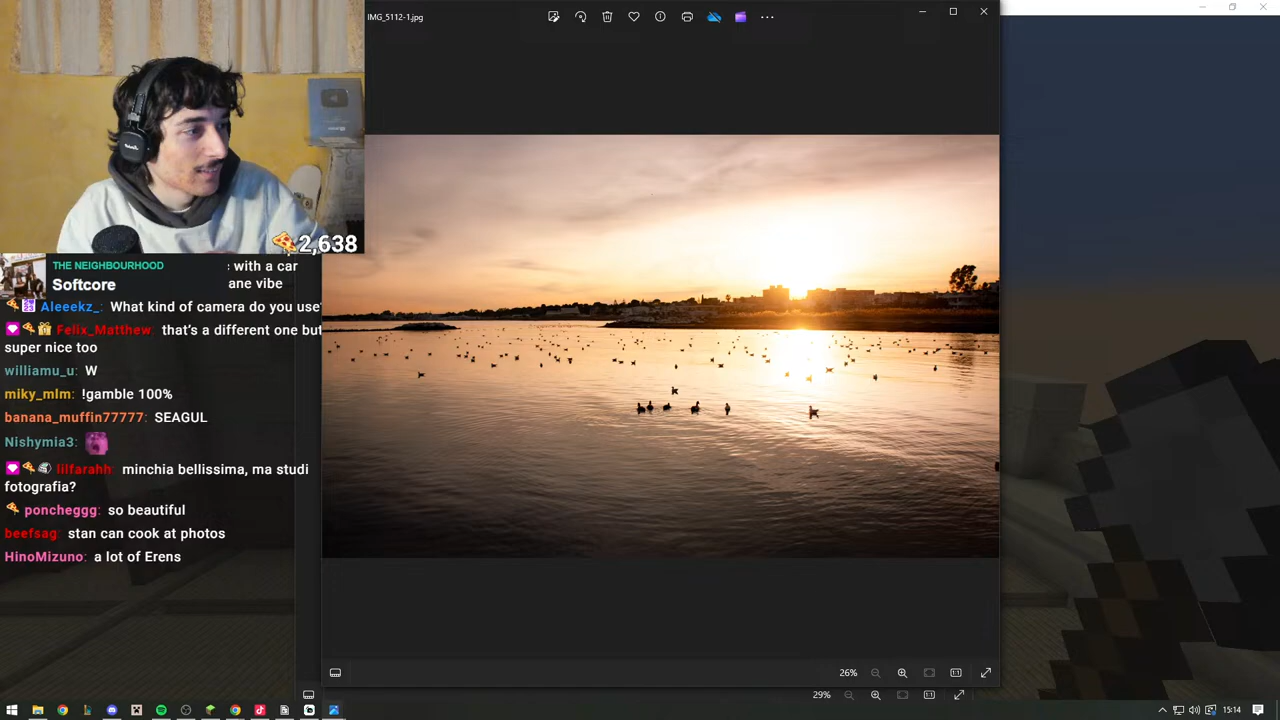 IMG_5112-1.jpg
2,638
THE NEIGHBOURHOOD
Softcore
: with a car
ane vibe
Aleeekz_: What kind of camera do you use
Felix_Matthew: that's a different one but
super nice too
williamu_u: W
miky_mlm: !gamble 100%
banana_muffin77777: SEAGUL
Nishymia3:
lilfarahh: minchia bellissima, ma studi
fotografia?
poncheggg: so beautiful
beefsag: stan can cook at photos
HinoMizuno: a lot of Erens
26%
29%
15:14